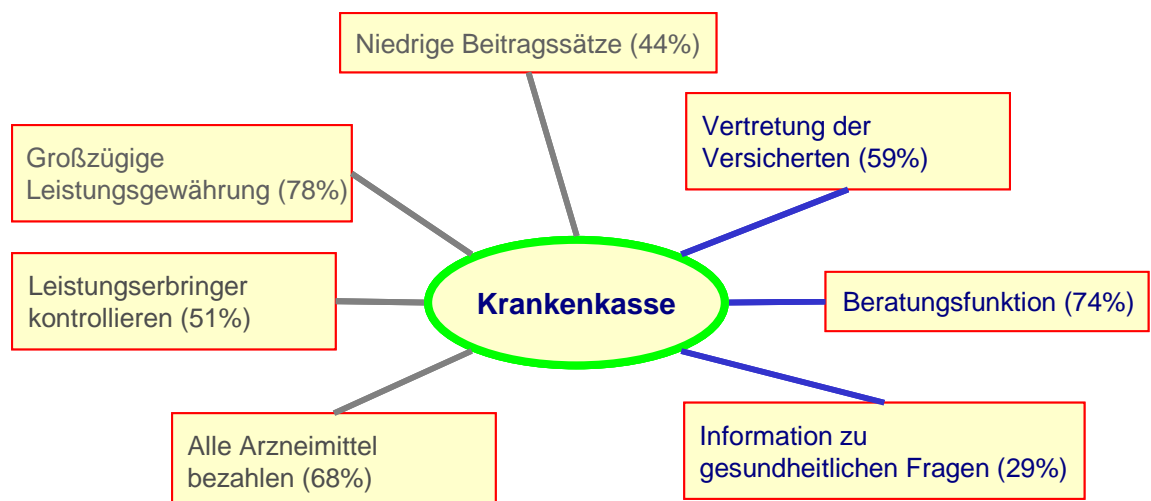 Niedrige Beitragssätze (44%)
Vertretung der
Versicherten (59%)
Großzügige
Leistungsgewährung (78%)
Leistungserbringer
kontrollieren (51%)
Krankenkasse
Beratungsfunktion (74%)
Alle Arzneimittel
bezahlen (68%)
Information zu
gesundheitlichen Fragen (29%)